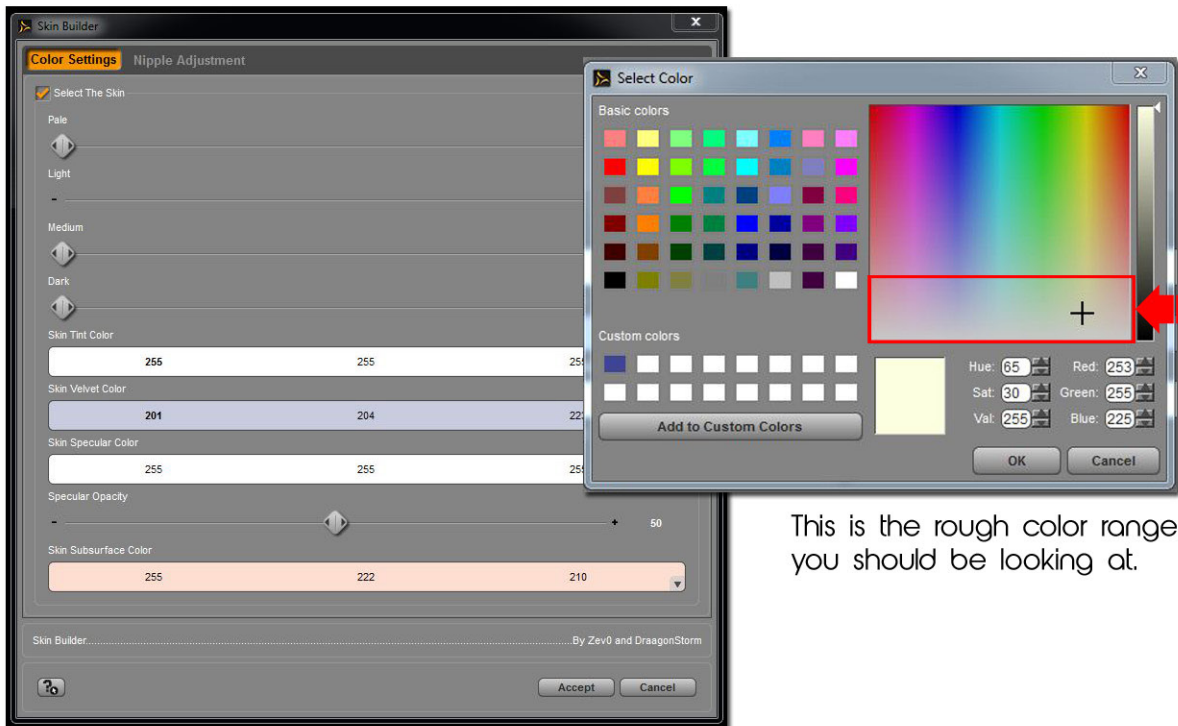 Skin Builder
Color Settings Nipple Adjustment
Select The Skin
Pale
Light
-
Medium
Dark
Skin Tint Color
255 255 255
Skin Velvet Color
201 204
Skin Specular Color
255 255
Specular Opacity
- + 50
Skin Subsurface Color
255 222 210
Skin Builder By Zev0 and DraagonStorm
Accept Cancel
Select Color
Basic colors
Custom colors
Add to Custom Colors
Hue: 65 Red: 253
Sat: 30 Green: 255
Val: 255 Blue: 225
OK Cancel
This is the rough color range
you should be looking at.